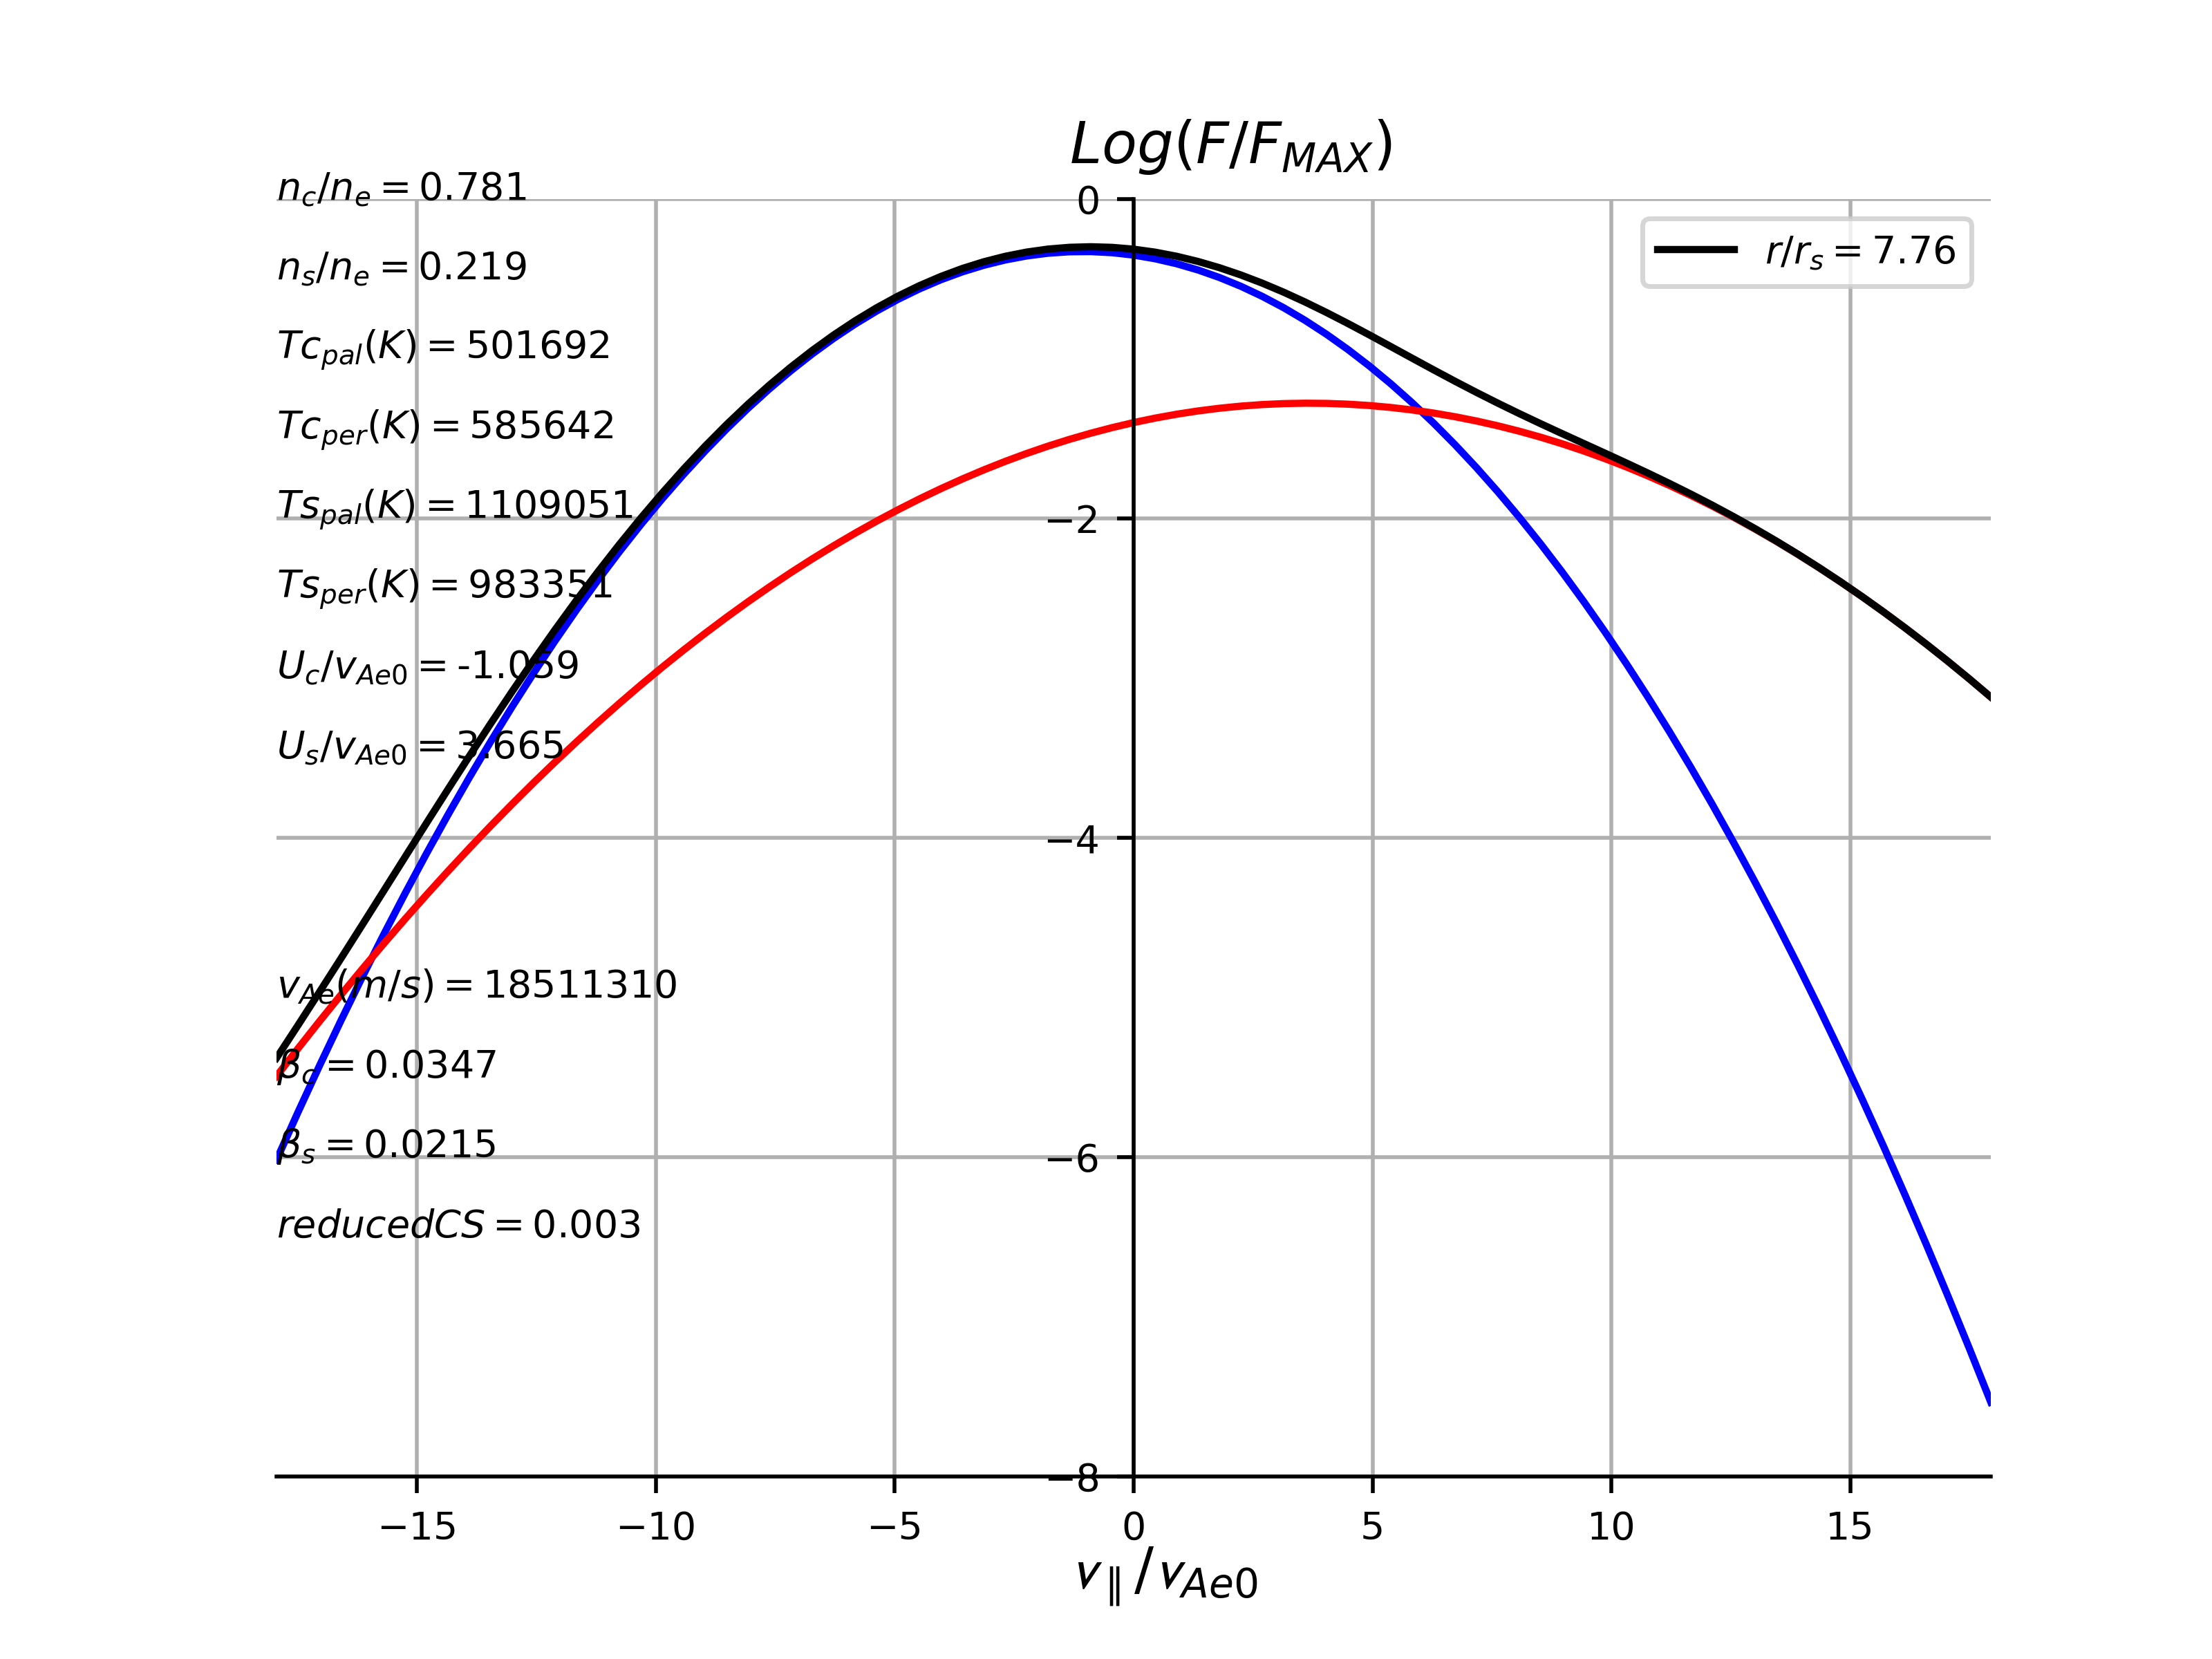 Log(F/F_MAX)
n_c/n_e = 0.781
0
r/r_s = 7.76
n_s/n_e = 0.219
Tc_pal(K) = 501692
Tc_per(K) = 585642
Ts_pal(K) = 1109051
−2
Ts_per(K) = 983351
U_c/v_Ae0 = -1.059
U_s/v_Ae0 = 3.665
−4
v_Ae(m/s) = 18511310
β_c = 0.0347
β_s = 0.0215
−6
reducedCS = 0.003
−8
−15 −10 −5 0 5 10 15
v_∥/v_Ae0